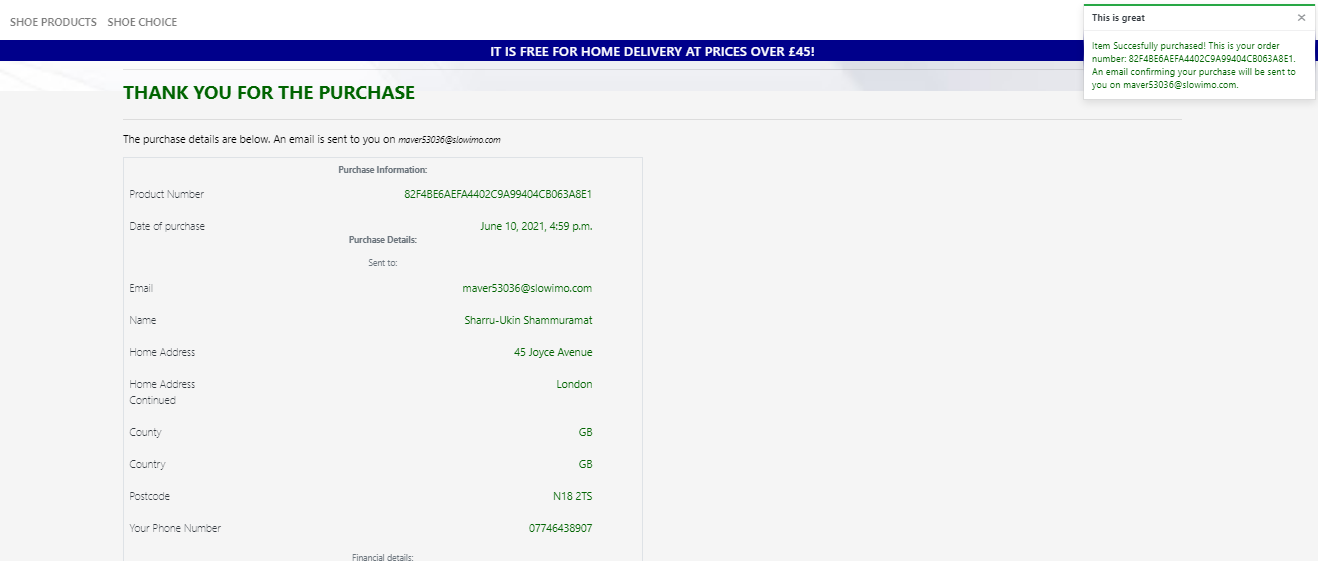 SHOE PRODUCTS SHOE CHOICE
IT IS FREE FOR HOME DELIVERY AT PRICES OVER £45!
This is great ×
Item Succesfully purchased! This is your order
number: 82F4BE6AEFA4402C9A99404CB063A8E1.
An email confirming your purchase will be sent to
you on maver53036@slowimo.com.
THANK YOU FOR THE PURCHASE
The purchase details are below. An email is sent to you on maver53036@slowimo.com
Purchase Information:
Product Number 82F4BE6AEFA4402C9A99404CB063A8E1
Date of purchase June 10, 2021, 4:59 p.m.
Purchase Details:
Sent to:
Email maver53036@slowimo.com
Name Sharru-Ukin Shammuramat
Home Address 45 Joyce Avenue
Home Address London
Continued
County GB
Country GB
Postcode N18 2TS
Your Phone Number 07746438907
Financial details: